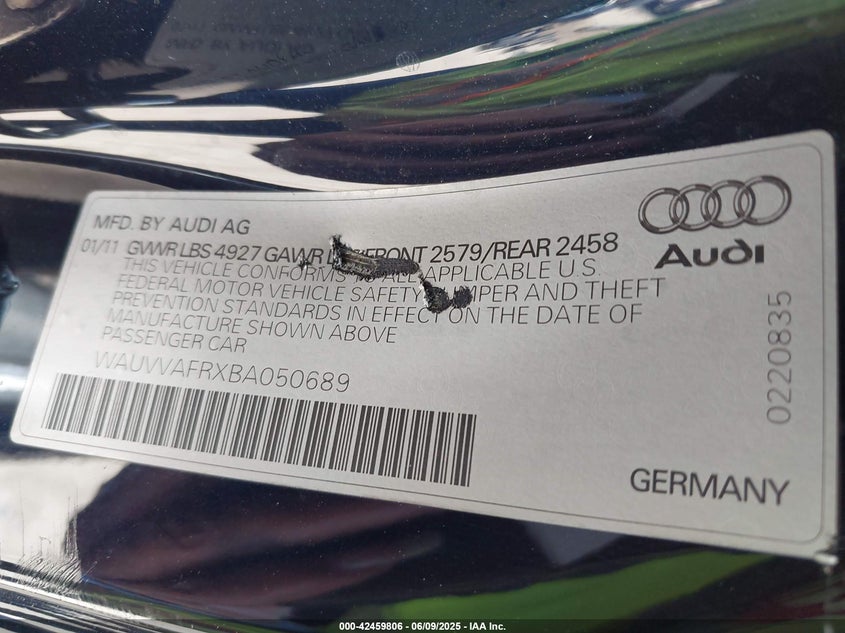 MFD. BY AUDI AG
01/11 GVWR LBS 4927 GAWR FRONT 2579/REAR 2458
THIS VEHICLE CONFORMS TO ALL APPLICABLE U.S.
FEDERAL MOTOR VEHICLE SAFETY AND THEFT
PREVENTION STANDARDS IN EFFECT ON THE DATE OF
MANUFACTURE SHOWN ABOVE
PASSENGER CAR
WAUVVAFRXBA050689
Audi
0220835
GERMANY
000-42459806 - 06/09/2025 - IAA Inc.